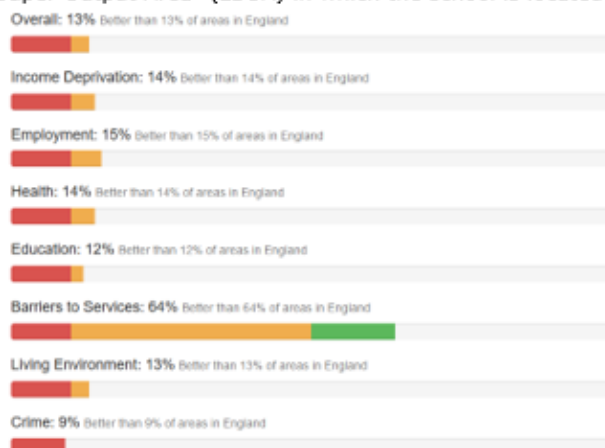 Overall: 13% Better than 13% of areas in England
Income Deprivation: 14% Better than 14% of areas in England
Employment: 15% Better than 15% of areas in England
Health: 14% Better than 14% of areas in England
Education: 12% Better than 12% of areas in England
Barriers to Services: 64% Better than 64% of areas in England
Living Environment: 13% Better than 13% of areas in England
Crime: 9% Better than 9% of areas in England